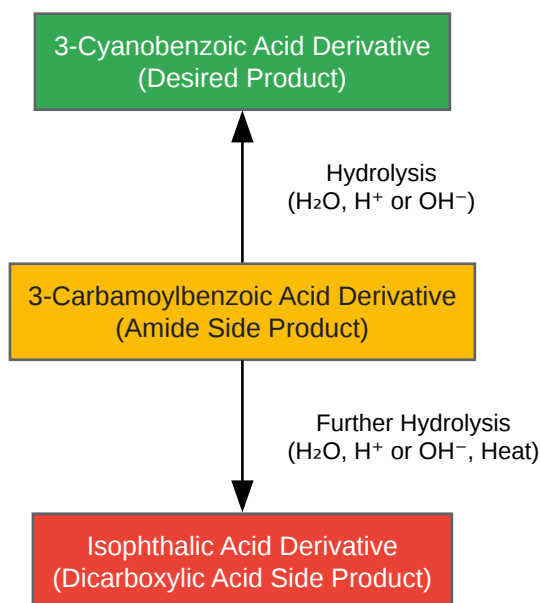 3-Cyanobenzoic Acid Derivative
(Desired Product)
Hydrolysis
(H₂O, H⁺ or OH⁻)
3-Carbamoylbenzoic Acid Derivative
(Amide Side Product)
Further Hydrolysis
(H₂O, H⁺ or OH⁻, Heat)
Isophthalic Acid Derivative
(Dicarboxylic Acid Side Product)